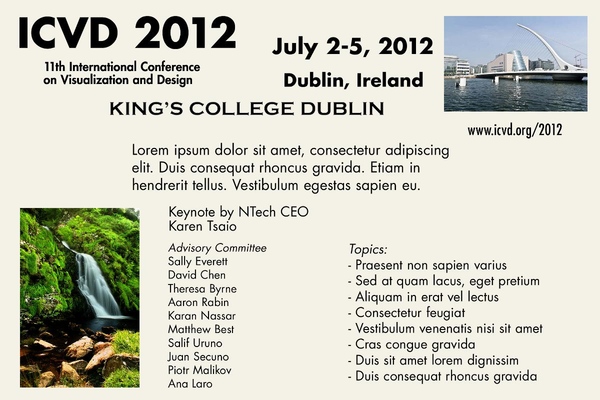 ICVD 2012
11th International Conference
on Visualization and Design
July 2-5, 2012
Dublin, Ireland
KING'S COLLEGE DUBLIN
www.icvd.org/2012
Lorem ipsum dolor sit amet, consectetur adipiscing
elit. Duis consequat rhoncus gravida. Etiam in
hendrerit tellus. Vestibulum egestas sapien eu.
Keynote by NTech CEO
Karen Tsaio
Advisory Committee
Sally Everett
David Chen
Theresa Byrne
Aaron Rabin
Karan Nassar
Matthew Best
Salif Uruno
Juan Secuno
Piotr Malikov
Ana Laro
Topics:
- Praesent non sapien varius
- Sed at quam lacus, eget pretium
- Aliquam in erat vel lectus
- Consectetur feugiat
- Vestibulum venenatis nisi sit amet
- Cras congue gravida
- Duis sit amet lorem dignissim
- Duis consequat rhoncus gravida